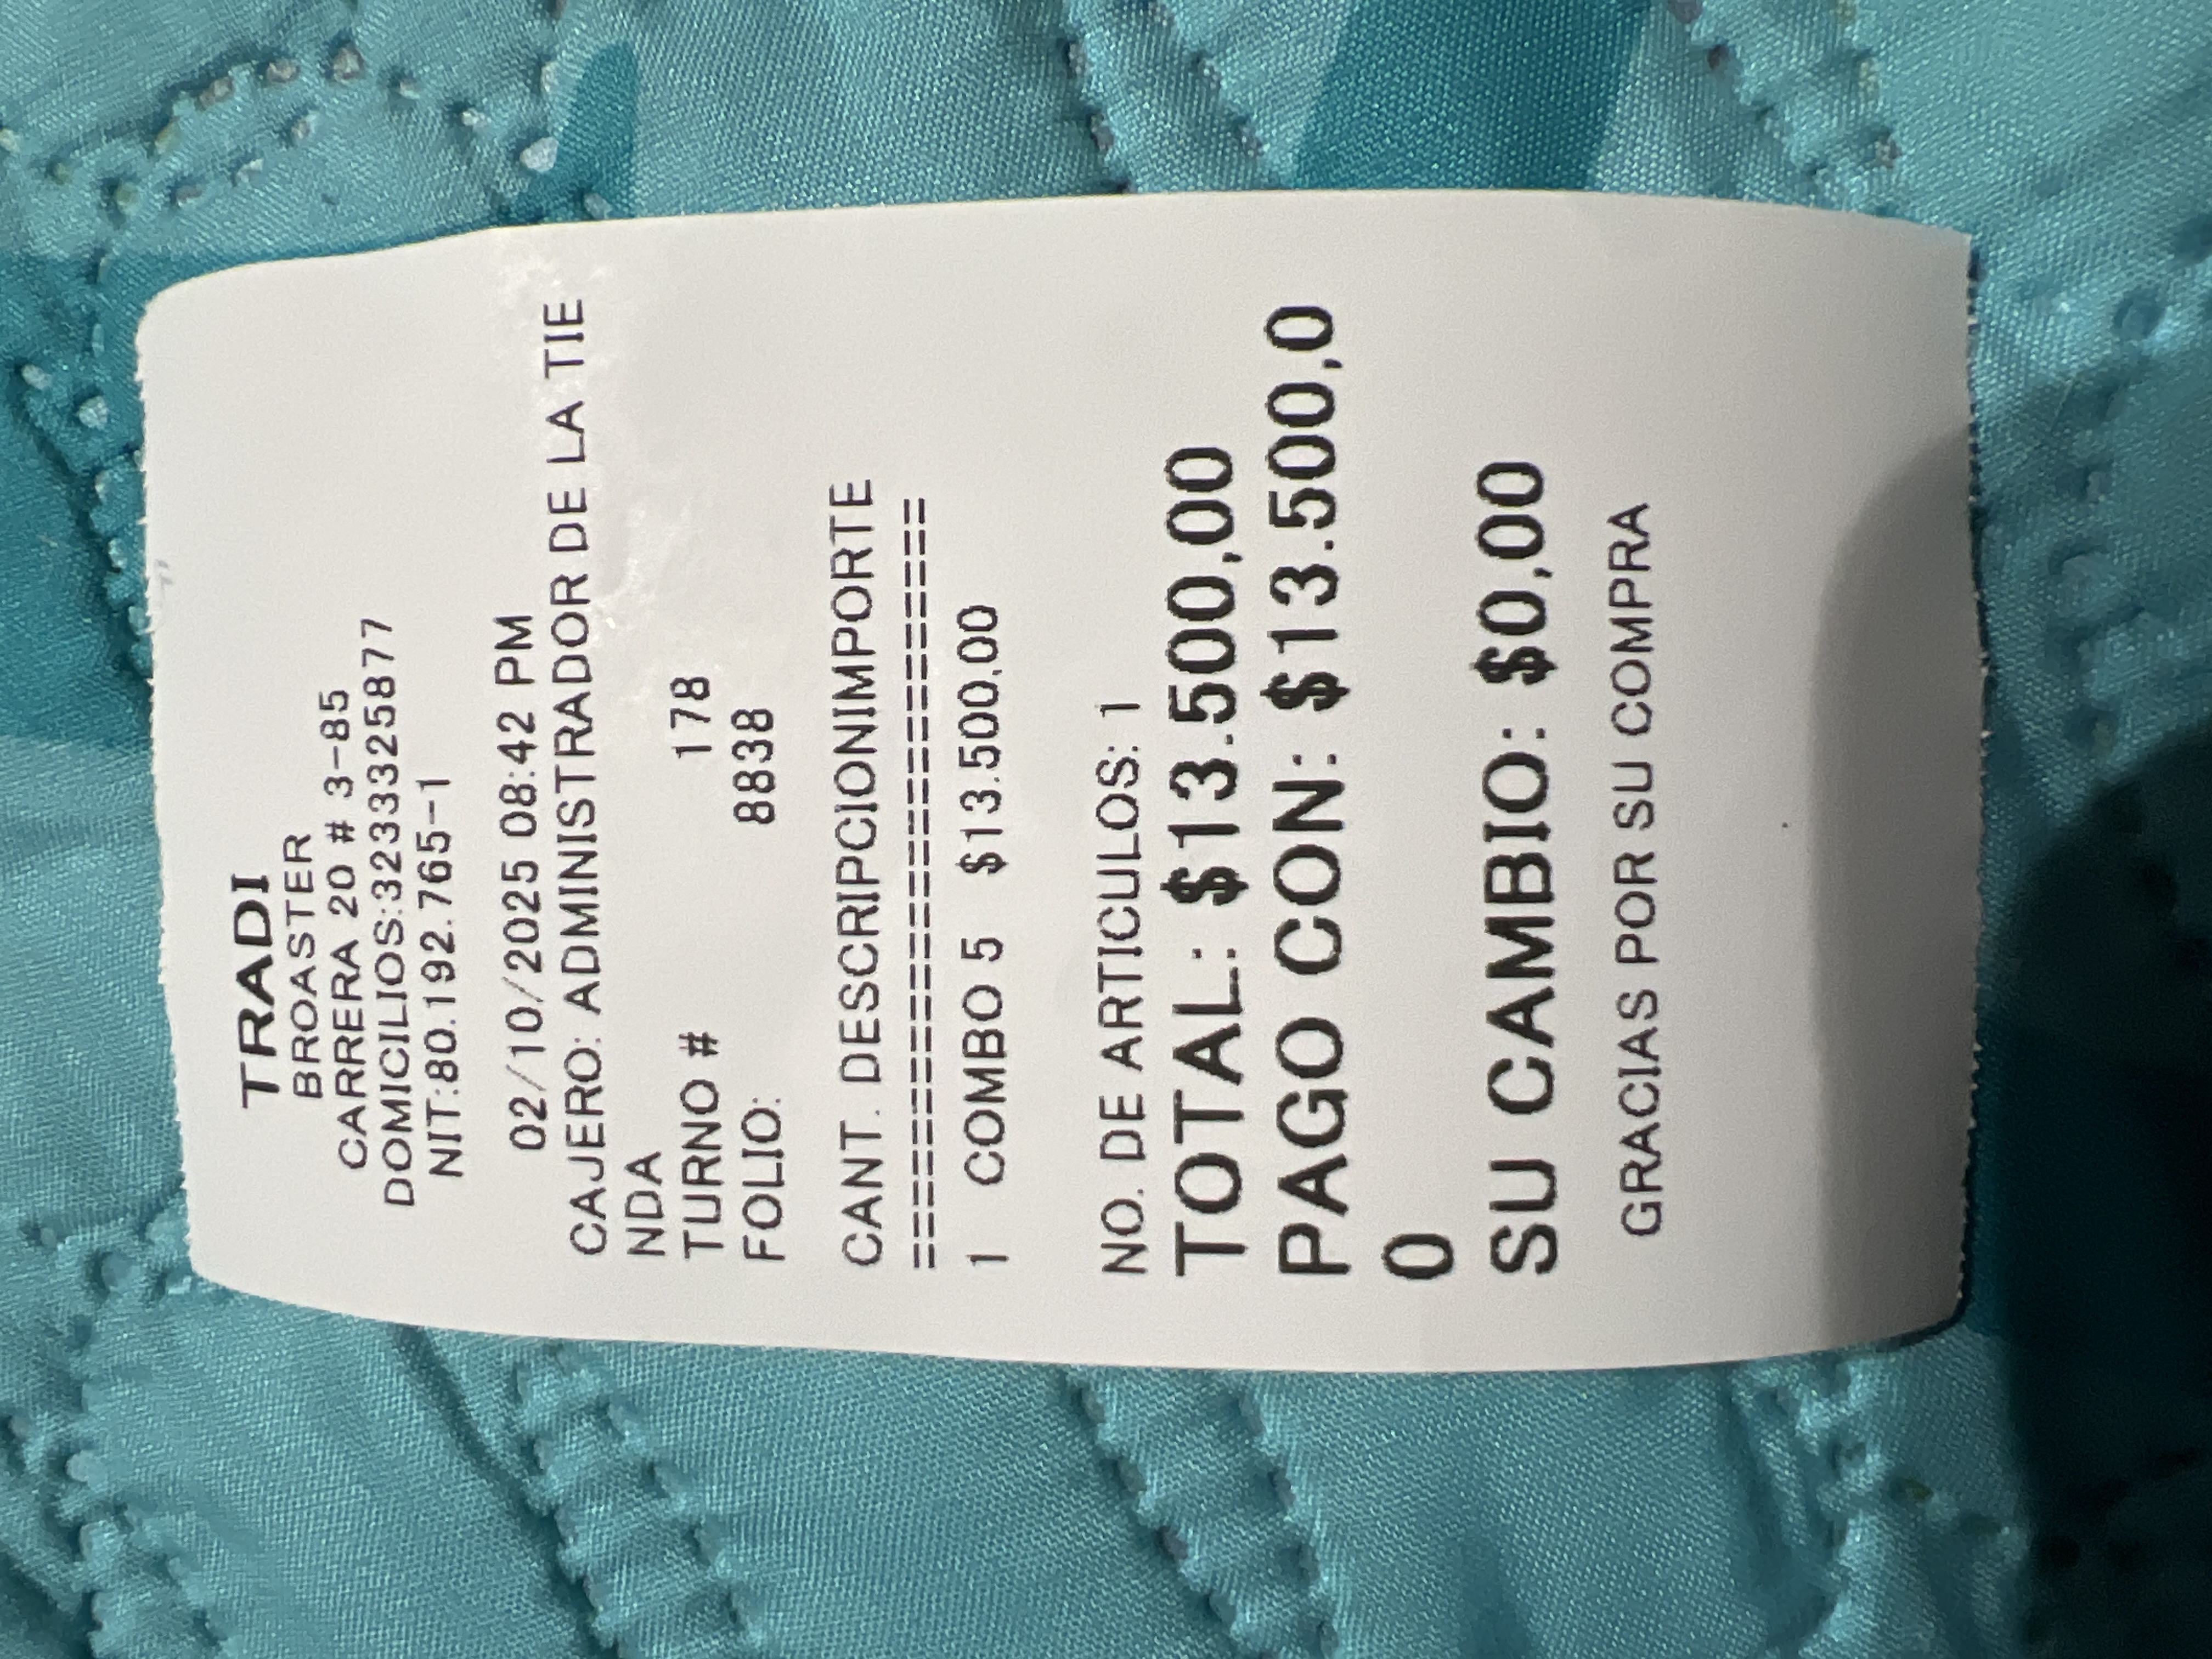 TRADI
BROASTER
CARRERA 20 # 3-85
DOMICILIOS:3233325877
NIT:80.192.765-1
02/10/2025 08:42 PM
CAJERO: ADMINISTRADOR DE LA TIE
NDA
TURNO # 178
FOLIO: 8838
CANT. DESCRIPCIONIMPORTE
==============================
1 COMBO 5 $13.500,00
NO. DE ARTICULOS: 1
TOTAL: $13.500,00
PAGO CON: $13.500,0
0
SU CAMBIO: $0,00
GRACIAS POR SU COMPRA